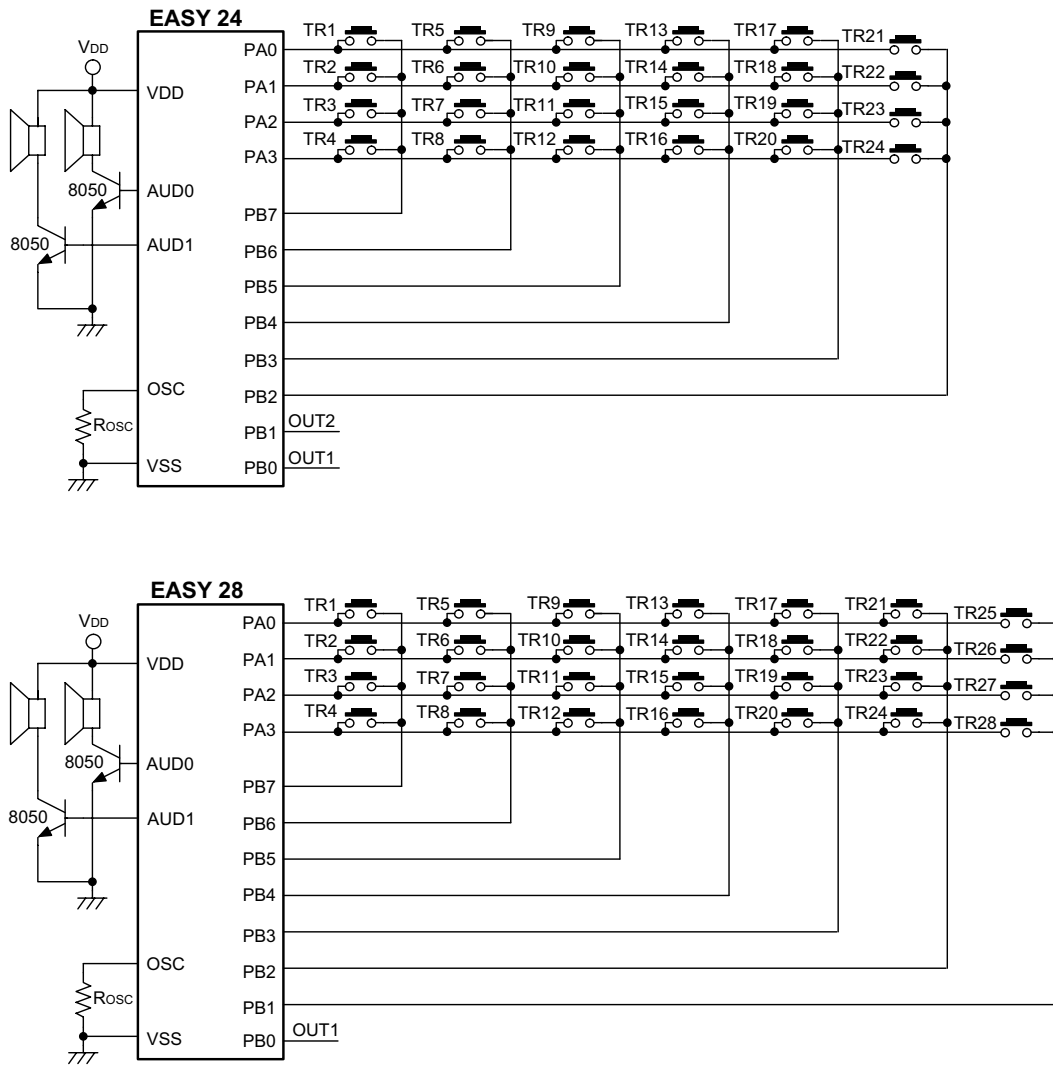 EASY 24
VDD
VDD
8050
AUD0
8050
AUD1
OSC
ROSC
VSS
PA0
PA1
PA2
PA3
PB7
PB6
PB5
PB4
PB3
PB2
PB1 OUT2
PB0 OUT1
TR1 TR5 TR9 TR13 TR17 TR21
TR2 TR6 TR10 TR14 TR18 TR22
TR3 TR7 TR11 TR15 TR19 TR23
TR4 TR8 TR12 TR16 TR20 TR24
EASY 28
VDD
VDD
8050
AUD0
8050
AUD1
OSC
ROSC
VSS
PA0
PA1
PA2
PA3
PB7
PB6
PB5
PB4
PB3
PB2
PB1
PB0 OUT1
TR1 TR5 TR9 TR13 TR17 TR21 TR25
TR2 TR6 TR10 TR14 TR18 TR22 TR26
TR3 TR7 TR11 TR15 TR19 TR23 TR27
TR4 TR8 TR12 TR16 TR20 TR24 TR28